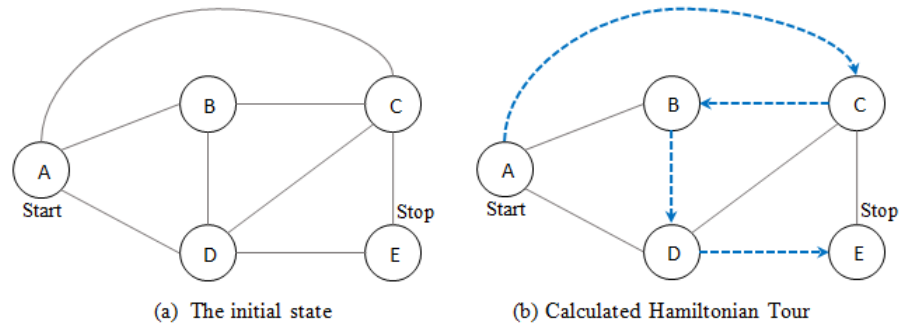 B
C
A
Start
Stop
D
E
(a) The initial state
B
C
A
Start
Stop
D
E
(b) Calculated Hamiltonian Tour